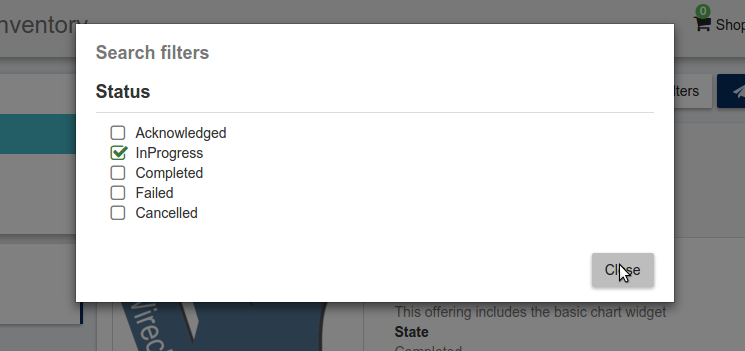 nventory
0
Shop
Search filters
Status
lters
Acknowledged
InProgress
Completed
Failed
Cancelled
Close
This offering includes the basic chart widget
State
Completed